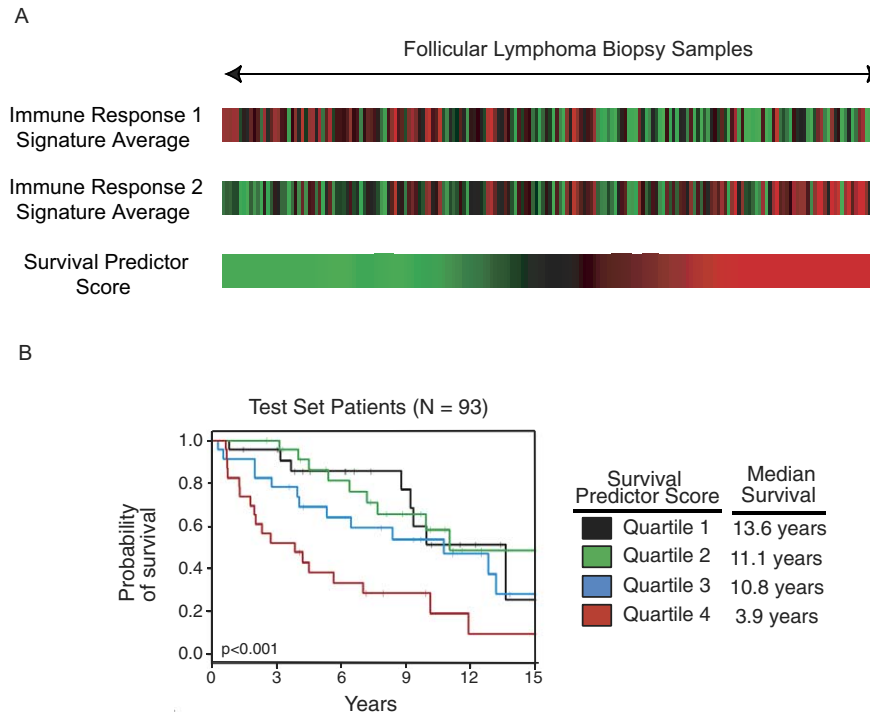 A
Follicular Lymphoma Biopsy Samples
Immune Response 1
Signature Average
Immune Response 2
Signature Average
Survival Predictor
Score
B
Test Set Patients (N = 93)
Probability
of survival
1.0
0.8
0.6
0.4
0.2
0.0
p<0.001
0
3
6
9
12
15
Years
Survival
Predictor Score
Median
Survival
Quartile 1
13.6 years
Quartile 2
11.1 years
Quartile 3
10.8 years
Quartile 4
3.9 years